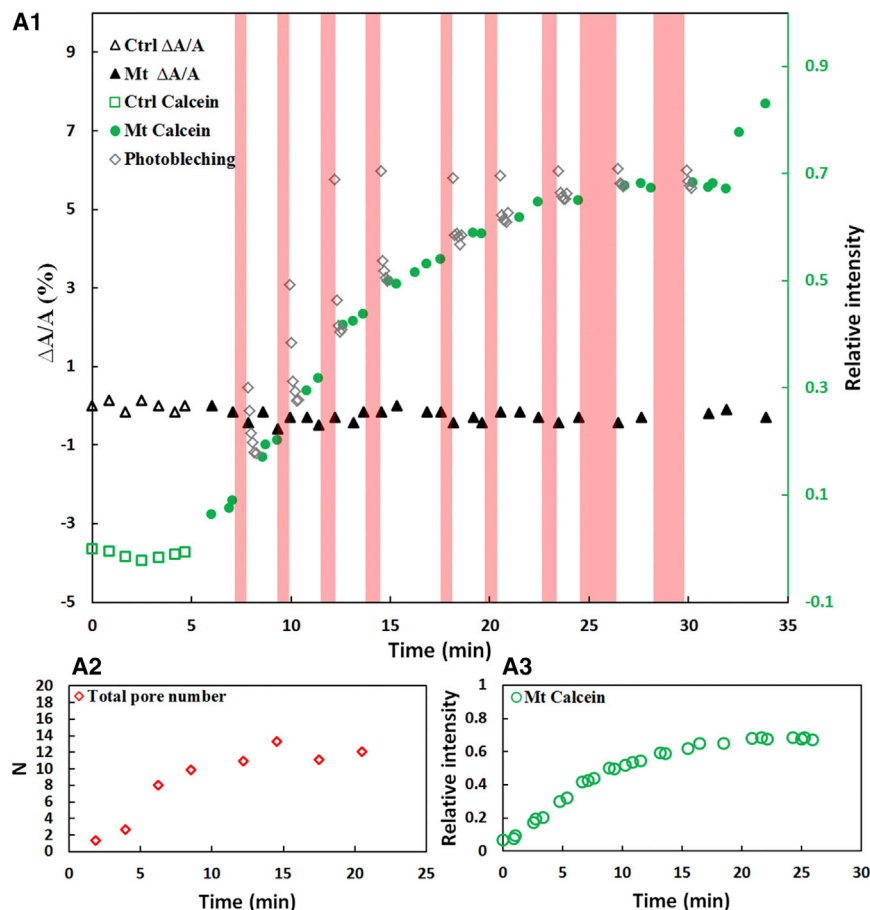 A1
Ctrl ΔA/A
Mt ΔA/A
Ctrl Calcein
Mt Calcein
Photobleching
9
7
5
3
1
-1
-3
-5
ΔA/A (%)
0.9
0.7
0.5
0.3
0.1
-0.1
Relative intensity
0 5 10 15 20 25 30 35
Time (min)
A2
Total pore number
20
18
16
14
12
10
8
6
4
2
0
N
0 5 10 15 20 25
Time (min)
A3
Mt Calcein
1
0.8
0.6
0.4
0.2
0
Relative intensity
0 5 10 15 20 25 30
Time (min)